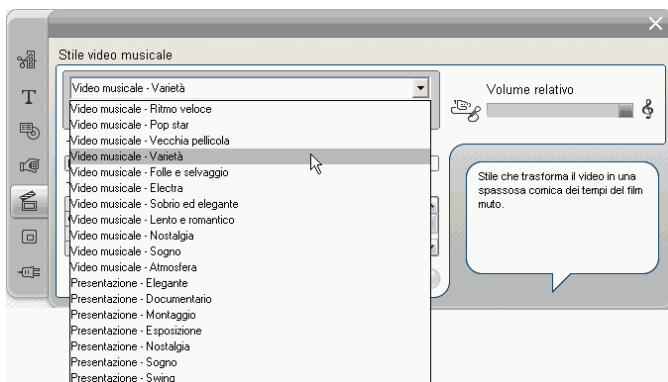 Stile video musicale
Video musicale - Varietà
Volume relativo
Video musicale - Ritmo veloce
Video musicale - Pop star
Video musicale - Vecchia pellicola
Video musicale - Varietà
Video musicale - Folle e selvaggio
Video musicale - Electra
Video musicale - Sobrio ed elegante
Video musicale - Lento e romantico
Video musicale - Nostalgia
Video musicale - Sogno
Video musicale - Atmosfera
Presentazione - Elegante
Presentazione - Documentario
Presentazione - Montaggio
Presentazione - Esposizione
Presentazione - Nostalgia
Presentazione - Sogno
Presentazione - Swing
Stile che trasforma il video in una
spassosa comica dei tempi del film
muto.
T